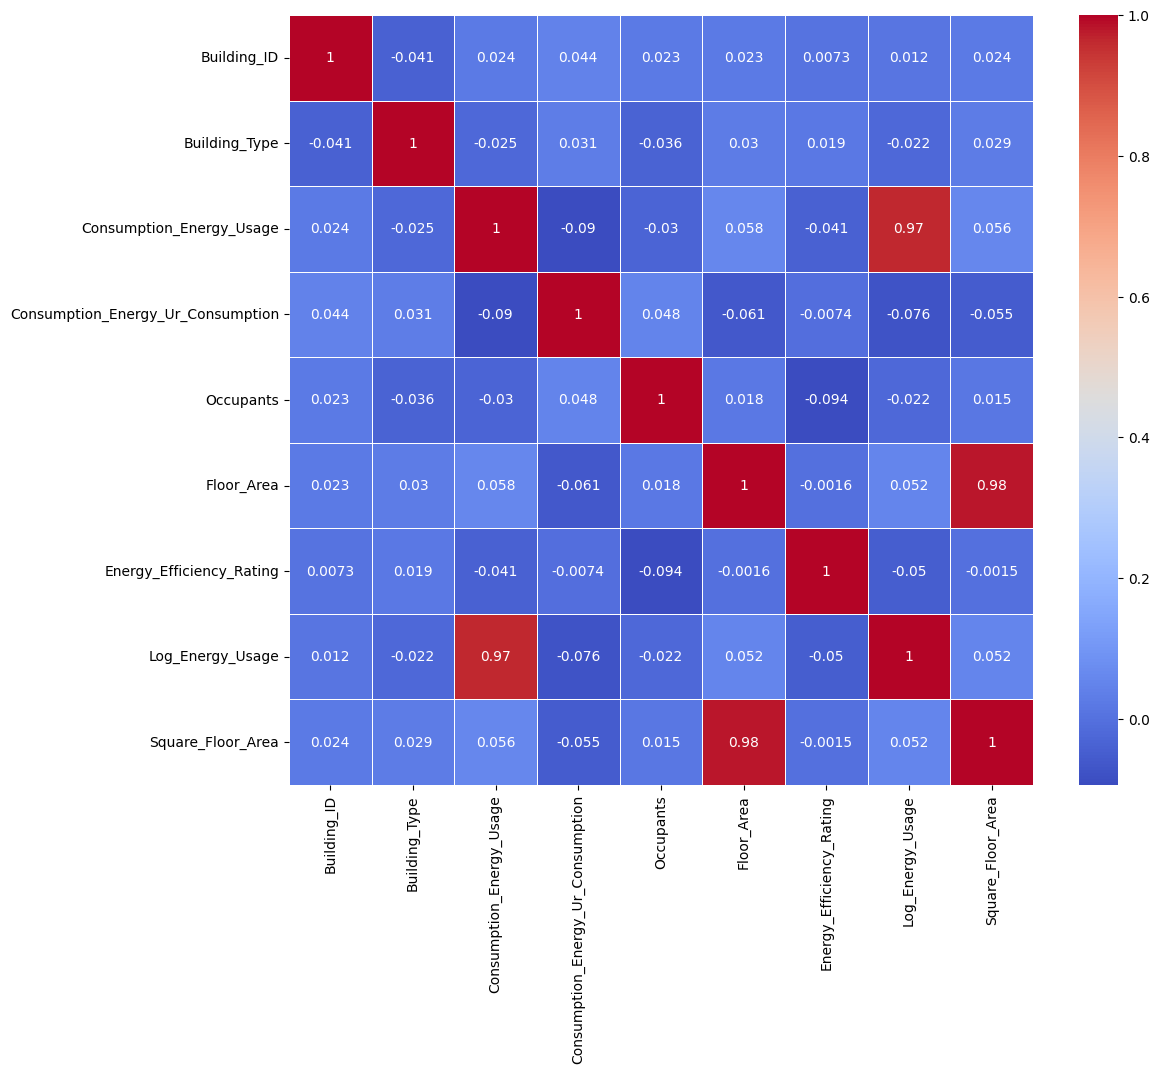 Building_ID 1 -0.041 0.024 0.044 0.023 0.023 0.0073 0.012 0.024
Building_Type -0.041 1 -0.025 0.031 -0.036 0.03 0.019 -0.022 0.029
Consumption_Energy_Usage 0.024 -0.025 1 -0.09 -0.03 0.058 -0.041 0.97 0.056
Consumption_Energy_Ur_Consumption 0.044 0.031 -0.09 1 0.048 -0.061 -0.0074 -0.076 -0.055
Occupants 0.023 -0.036 -0.03 0.048 1 0.018 -0.094 -0.022 0.015
Floor_Area 0.023 0.03 0.058 -0.061 0.018 1 -0.0016 0.052 0.98
Energy_Efficiency_Rating 0.0073 0.019 -0.041 -0.0074 -0.094 -0.0016 1 -0.05 -0.0015
Log_Energy_Usage 0.012 -0.022 0.97 -0.076 -0.022 0.052 -0.05 1 0.052
Square_Floor_Area 0.024 0.029 0.056 -0.055 0.015 0.98 -0.0015 0.052 1
Building_ID
Building_Type
Consumption_Energy_Usage
Consumption_Energy_Ur_Consumption
Occupants
Floor_Area
Energy_Efficiency_Rating
Log_Energy_Usage
Square_Floor_Area
1.0
0.8
0.6
0.4
0.2
0.0